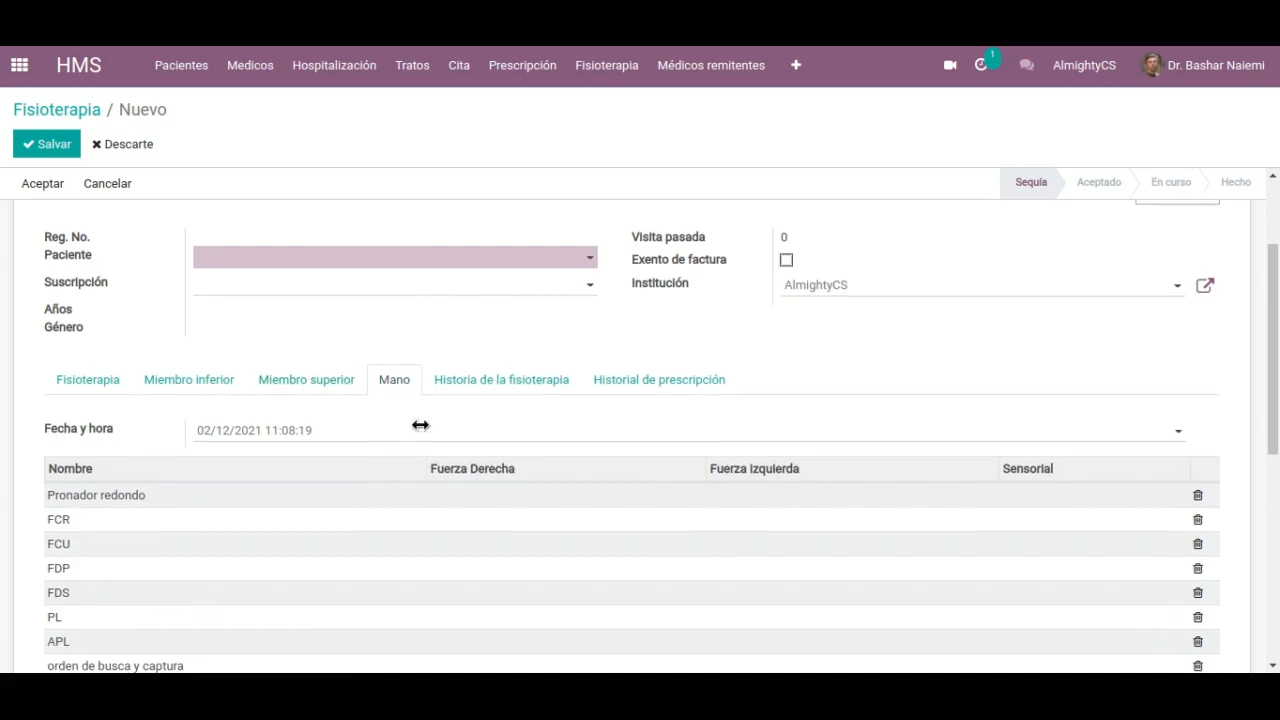 HMS Pacientes Medicos Hospitalización Tratos Cita Prescripción Fisioterapia Médicos remitentes 1 AlmightyCS Dr. Bashar Naiemi
Fisioterapia / Nuevo
Salvar Descarte
Aceptar Cancelar Sequía Aceptado En curso Hecho
Reg. No. Visita pasada 0
Paciente Exento de factura
Suscripción Institución AlmightyCS
Años
Género
Fisioterapia Miembro inferior Miembro superior Mano Historia de la fisioterapia Historial de prescripción
Fecha y hora 02/12/2021 11:08:19
Nombre Fuerza Derecha Fuerza Izquierda Sensorial
Pronador redondo
FCR
FCU
FDP
FDS
PL
APL
orden de busca y captura